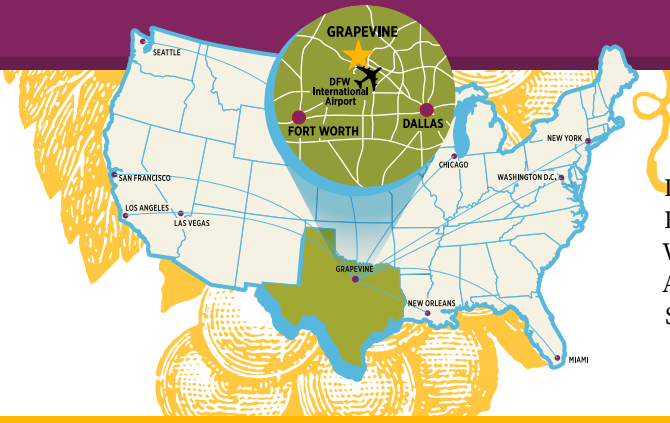 SEATTLE
GRAPEVINE
DFW
International
Airport
FORT WORTH
DALLAS
CHICAGO
NEW YORK
WASHINGTON D.C.
SAN FRANCISCO
LOS ANGELES
LAS VEGAS
GRAPEVINE
NEW ORLEANS
MIAMI